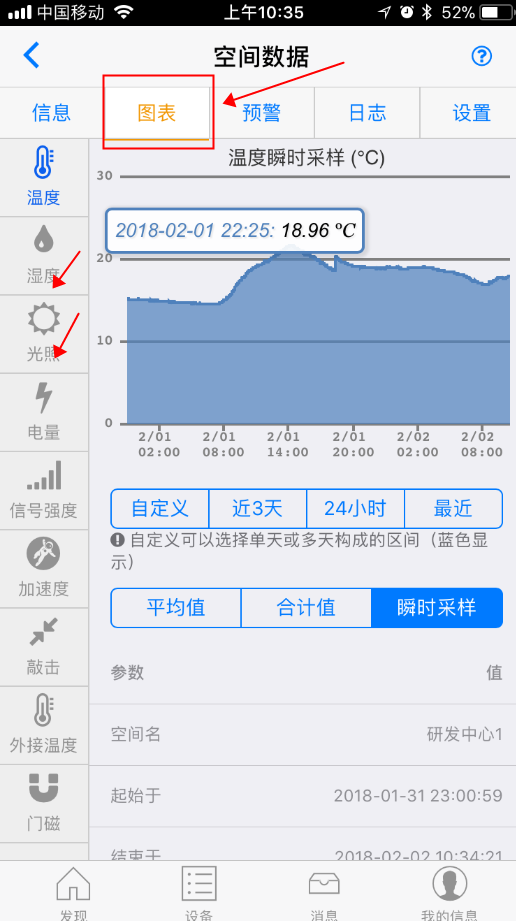 中国移动 上午10:35 52%
空间数据
信息 图表 预警 日志 设置
温度
湿度
光照
电量
信号强度
加速度
敲击
外接温度
门磁
温度瞬时采样 (°C)
30
2018-02-01 22:25: 18.96 °C
20
10
0
2/01 2/01 2/01 2/01 2/02 2/02
02:00 08:00 14:00 20:00 02:00 08:00
自定义 近3天 24小时 最近
自定义可以选择单天或多天构成的区间（蓝色显
示）
平均值 合计值 瞬时采样
参数 值
空间名 研发中心1
起始于 2018-01-31 23:00:59
结束于 2018-02-02 10:34:21
发现 设备 消息 我的信息